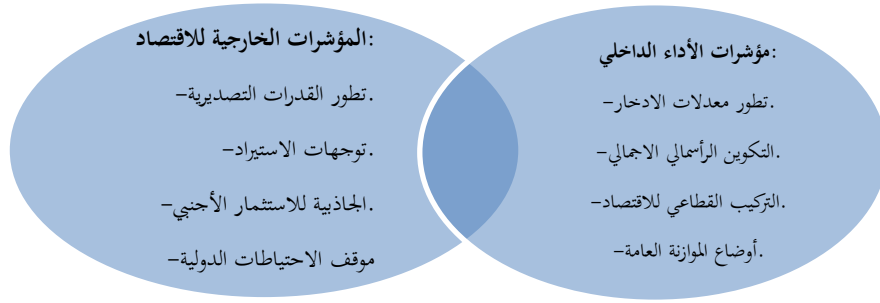 مؤشرات الأداء الداخلي:
–تطور معدلات الادخار.
–التكوين الرأسمالي الاجمالي.
–التركيب القطاعي للاقتصاد.
–أوضاع الموازنة العامة.
المؤشرات الخارجية للاقتصاد:
–تطور القدرات التصديرية.
–توجهات الاستيراد.
–الجاذبية للاستثمار الأجنبي.
–موقف الاحتياطات الدولية